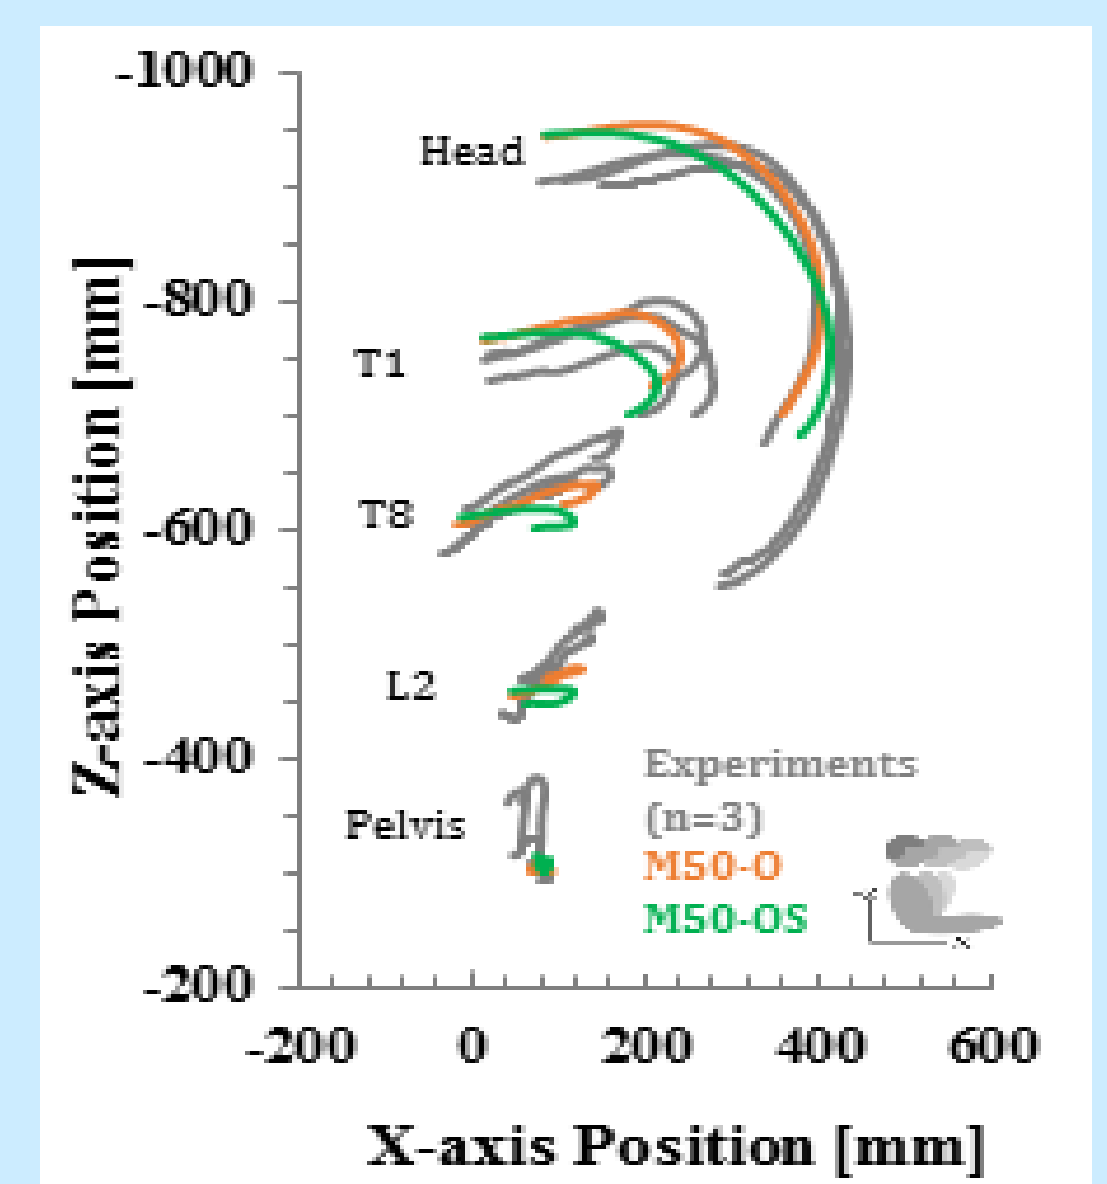 -1000
Head
-800
T1
T8
-600
L2
-400
Pelvis
Experiments
(n=3)
M50-O
M50-OS
-200
-200 0 200 400 600
X-axis Position [mm]
Z-axis Position [mm]
X